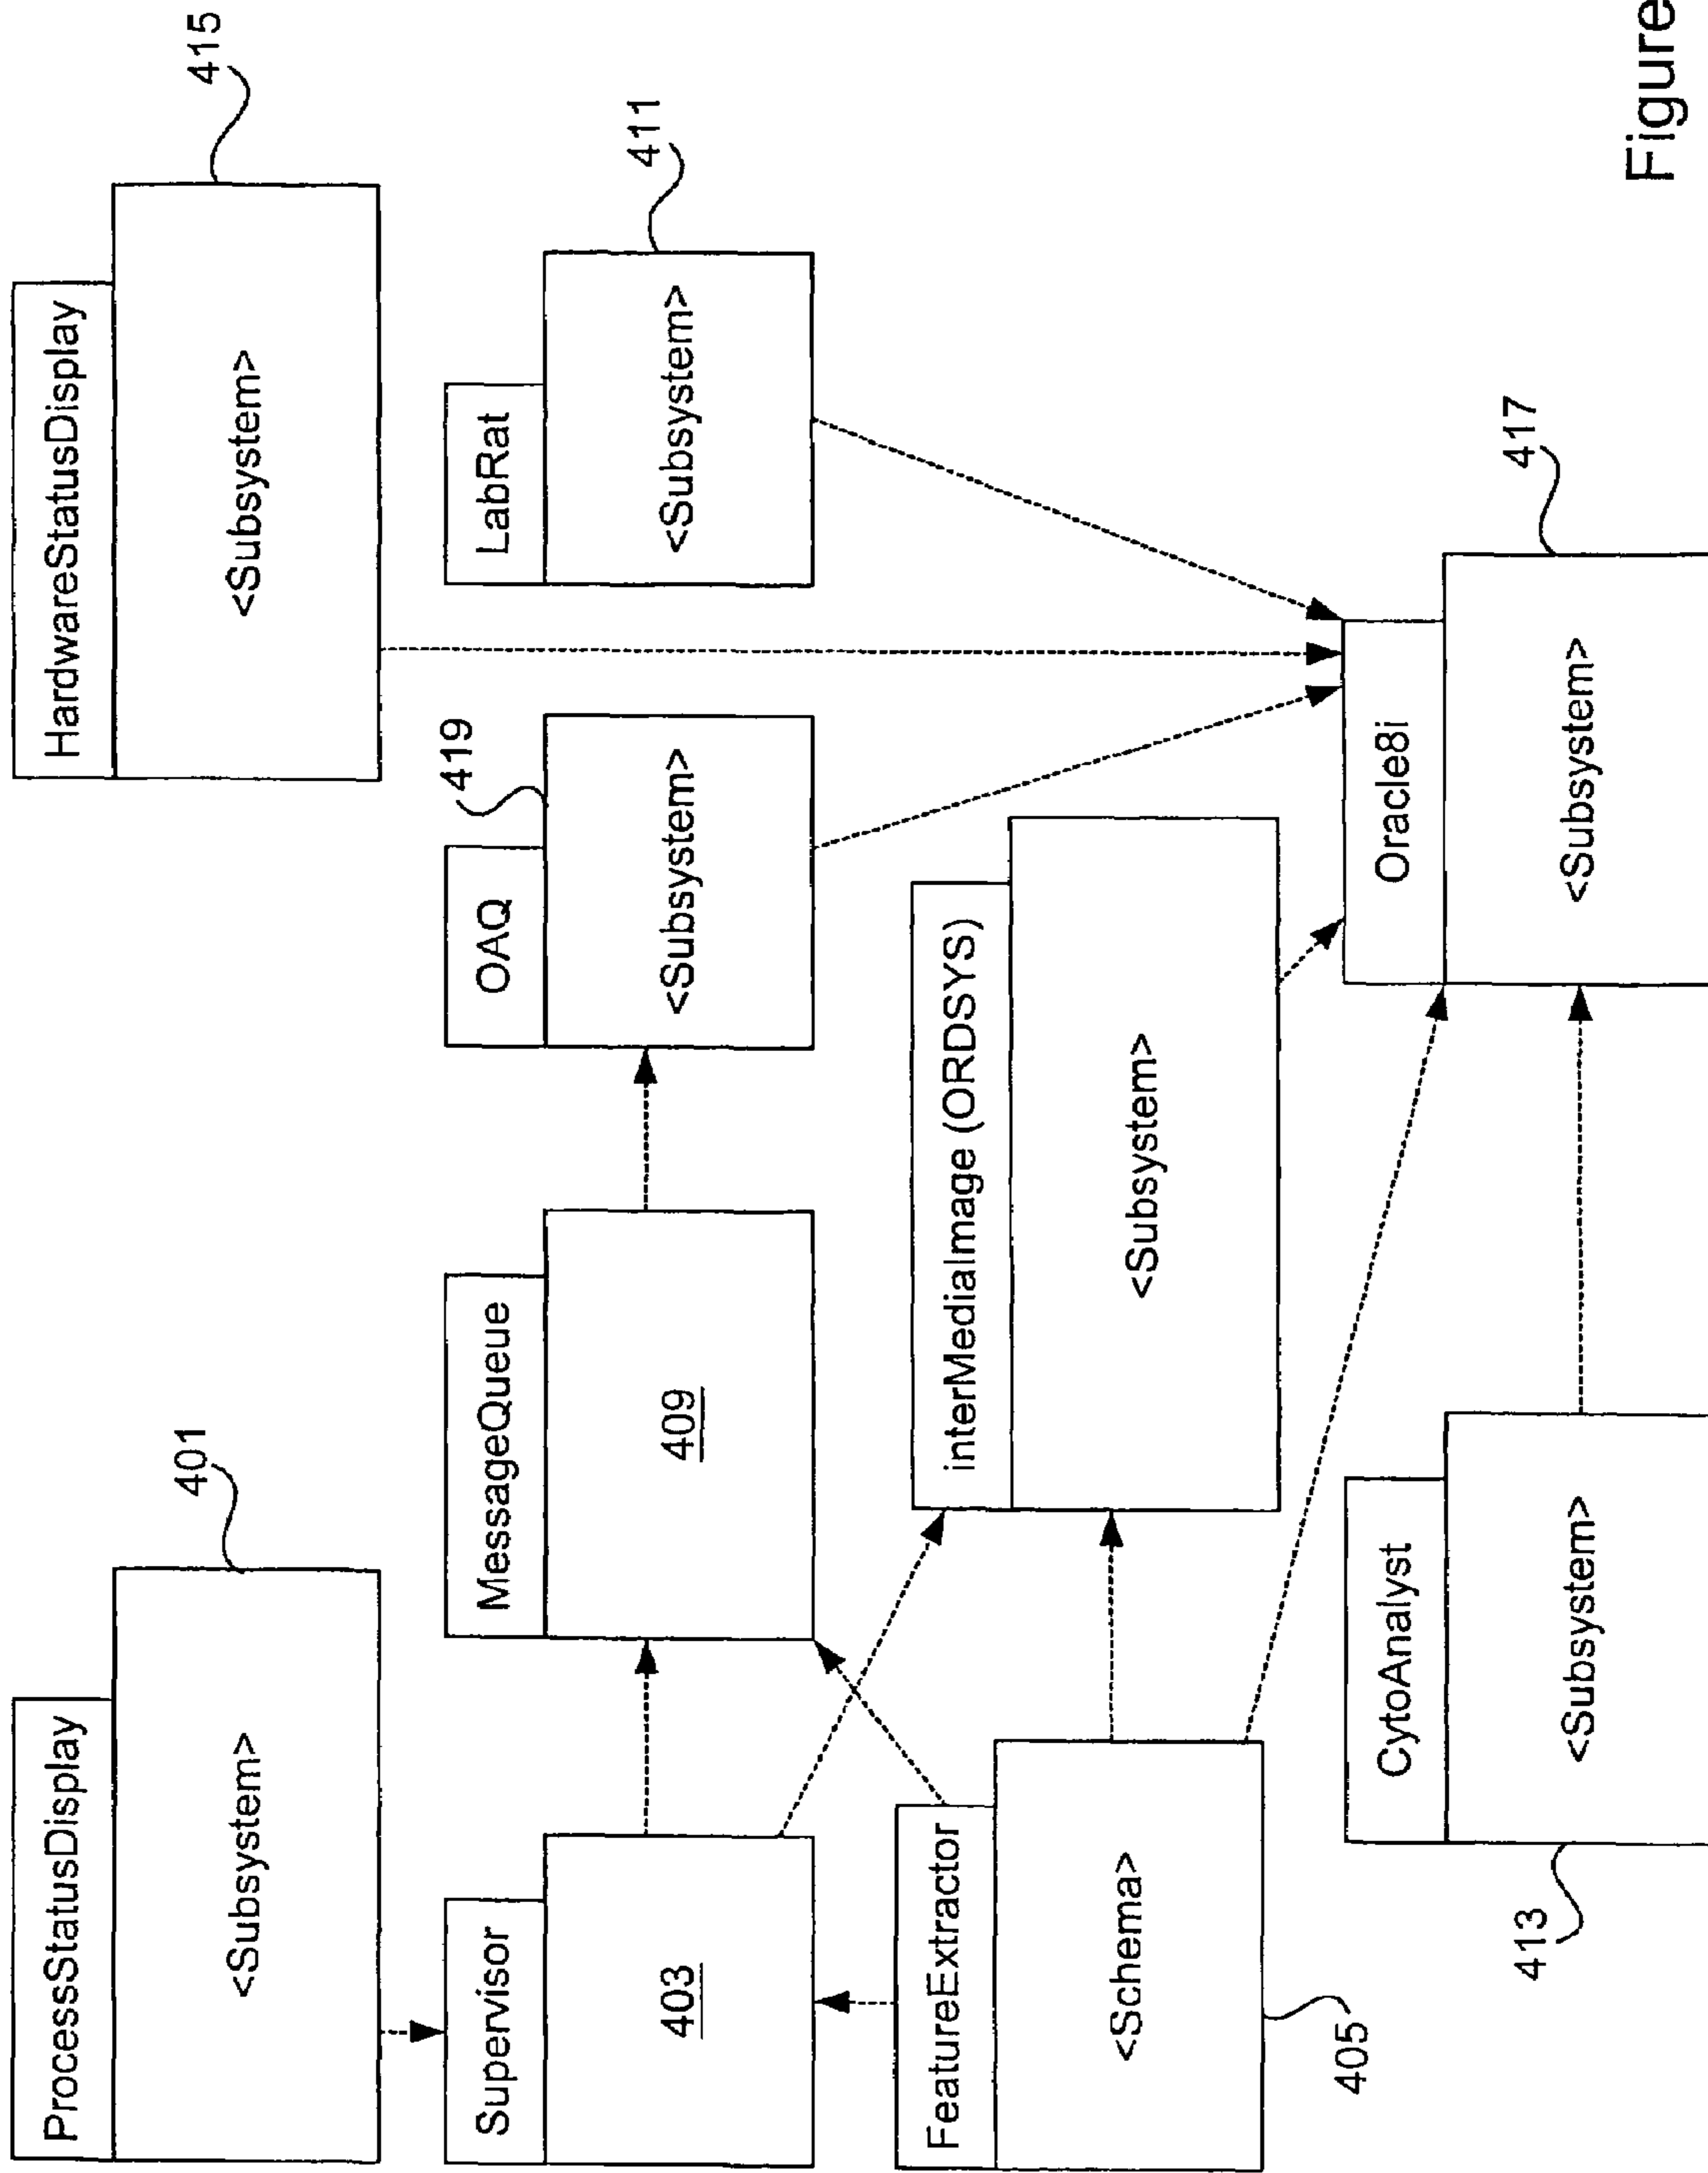 ProcessStatusDisplay
<Subsystem>
401
HardwareStatusDisplay
<Subsystem>
415
Supervisor
403
MessageQueue
409
OAQ
419
<Subsystem>
LabRat
<Subsystem>
411
FeatureExtractor
<Schema>
405
interMediaImage (ORDSYS)
<Subsystem>
CytoAnalyst
<Subsystem>
413
Oracle8i
<Subsystem>
417
Figure